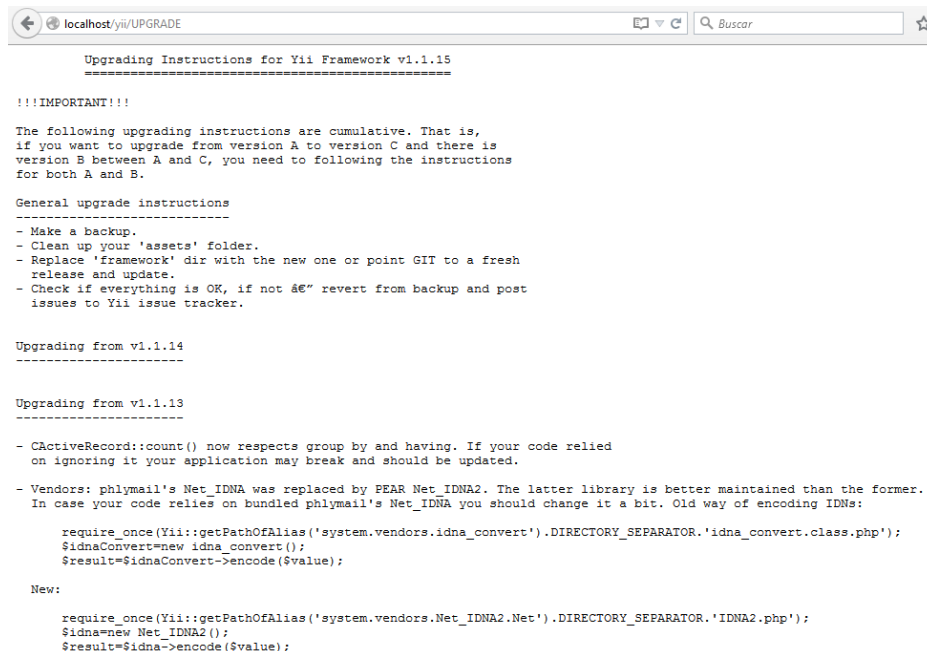 localhost/yii/UPGRADE
Buscar
Upgrading Instructions for Yii Framework v1.1.15
================================================
!!!IMPORTANT!!!
The following upgrading instructions are cumulative. That is,
if you want to upgrade from version A to version C and there is
version B between A and C, you need to following the instructions
for both A and B.
General upgrade instructions
----------------------------
- Make a backup.
- Clean up your 'assets' folder.
- Replace 'framework' dir with the new one or point GIT to a fresh
release and update.
- Check if everything is OK, if not â€” revert from backup and post
issues to Yii issue tracker.
Upgrading from v1.1.14
----------------------
Upgrading from v1.1.13
----------------------
- CActiveRecord::count() now respects group by and having. If your code relied
on ignoring it your application may break and should be updated.
- Vendors: phlymail's Net_IDNA was replaced by PEAR Net_IDNA2. The latter library is better maintained than the former.
In case your code relies on bundled phlymail's Net_IDNA you should change it a bit. Old way of encoding IDNs:
require_once(Yii::getPathOfAlias('system.vendors.idna_convert').DIRECTORY_SEPARATOR.'idna_convert.class.php');
$idnaConvert=new idna_convert();
$result=$idnaConvert->encode($value);
New:
require_once(Yii::getPathOfAlias('system.vendors.Net_IDNA2.Net').DIRECTORY_SEPARATOR.'IDNA2.php');
$idna=new Net_IDNA2();
$result=$idna->encode($value);